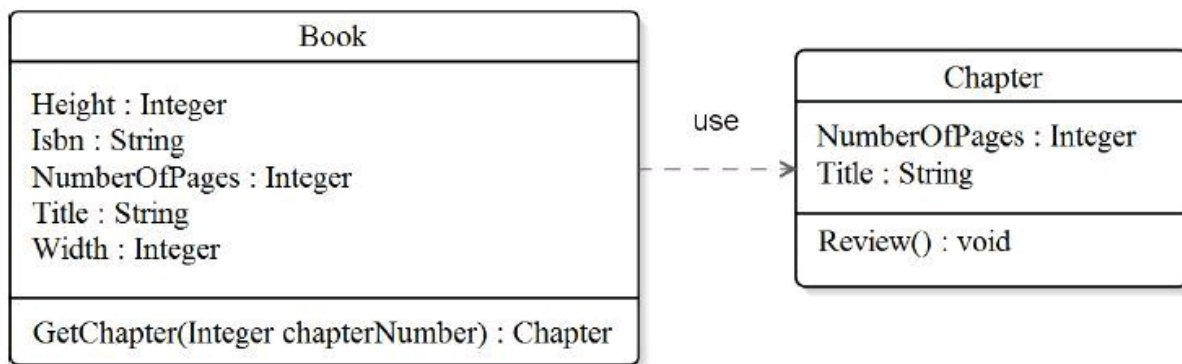 Book
Height : Integer
Isbn : String
NumberOfPages : Integer
Title : String
Width : Integer
GetChapter(Integer chapterNumber) : Chapter
use
Chapter
NumberOfPages : Integer
Title : String
Review() : void